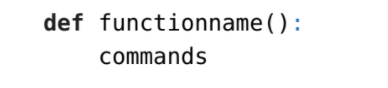 def functionname():
    commands